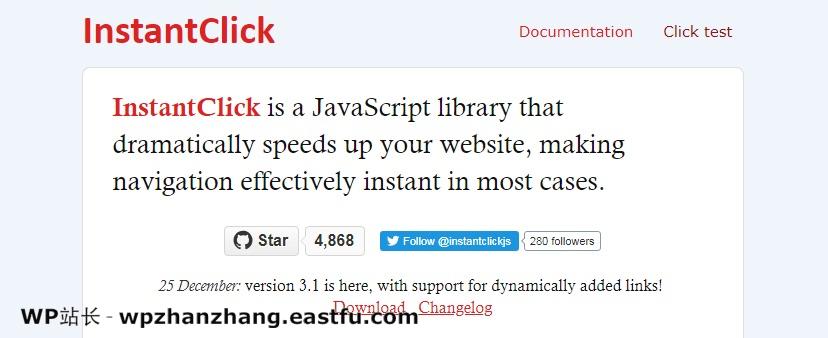 InstantClick
Documentation Click test
InstantClick is a JavaScript library that
dramatically speeds up your website, making
navigation effectively instant in most cases.
Star 4,868 Follow @instantclickjs 280 followers
25 December: version 3.1 is here, with support for dynamically added links!
Download Changelog
WP站长 - wpzhanzhang.eastfu.com